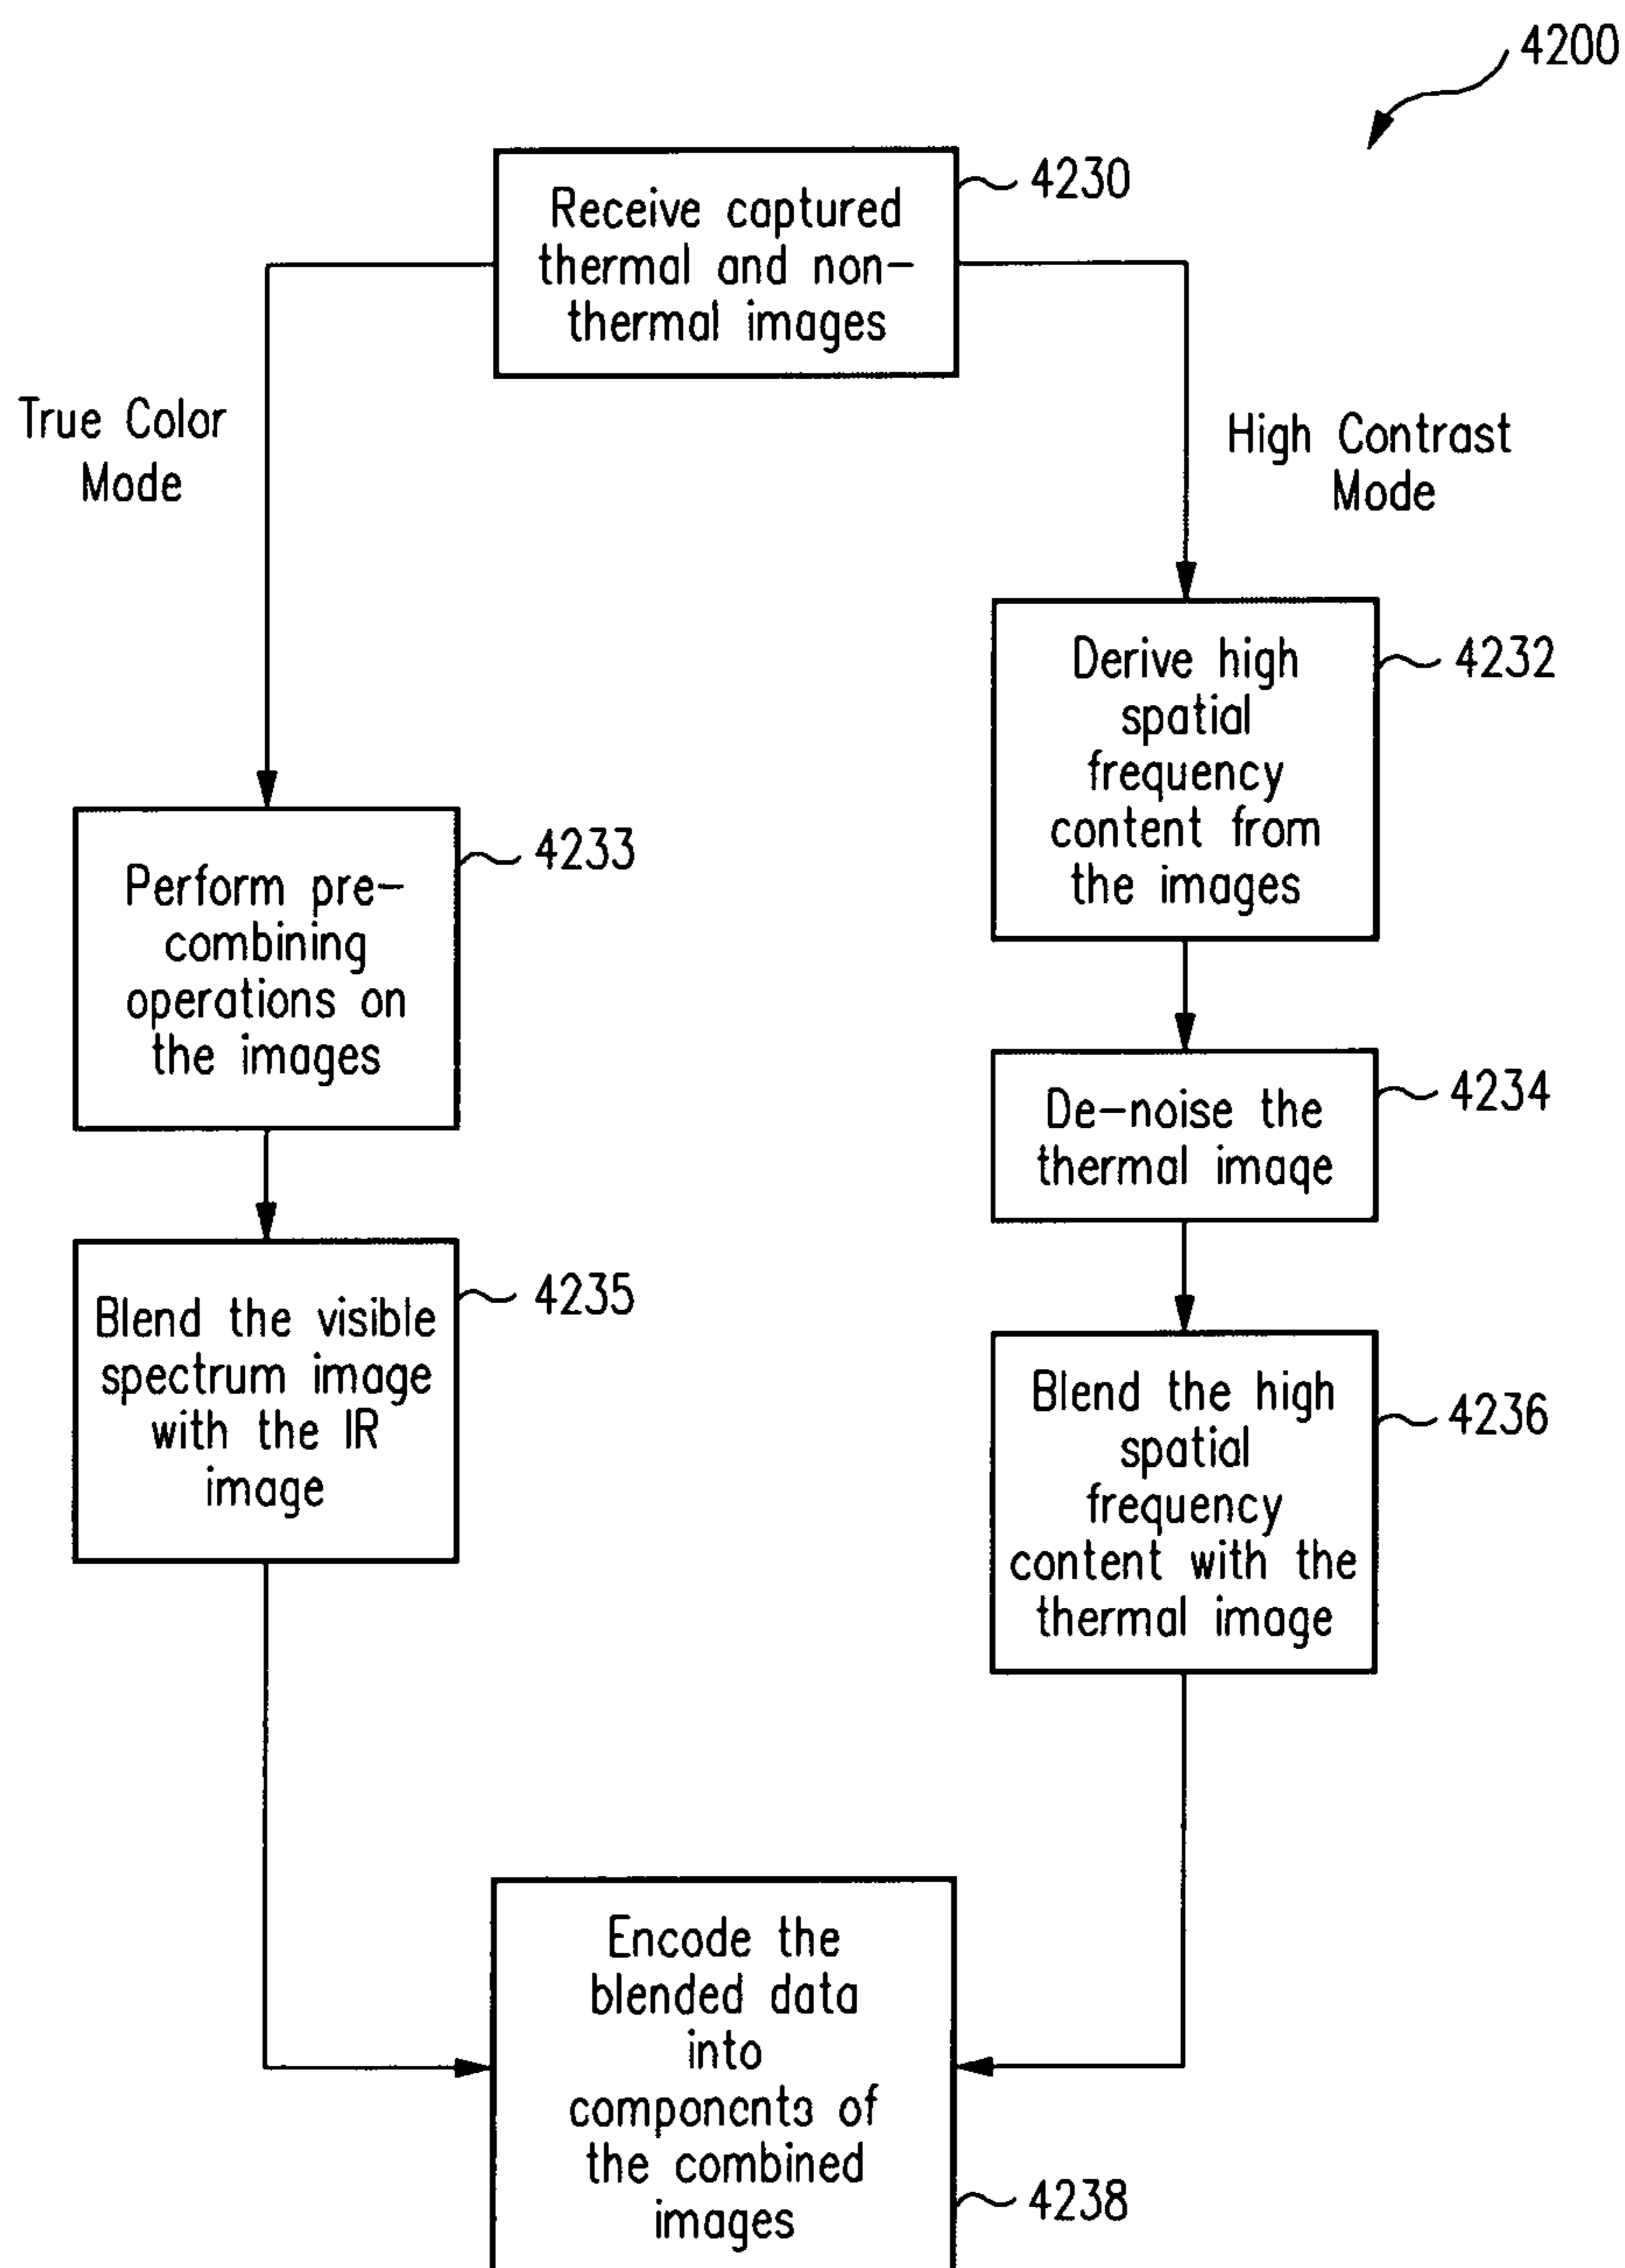 4200
Receive captured
thermal and non-
thermal images
4230
True Color
Mode
High Contrast
Mode
Derive high
spatial
frequency
content from
the images
4232
Perform pre-
combining
operations on
the images
4233
De-noise the
thermal image
4234
Blend the visible
spectrum image
with the IR
image
4235
Blend the high
spatial
frequency
content with the
thermal image
4236
Encode the
blended data
into
components of
the combined
images
4238